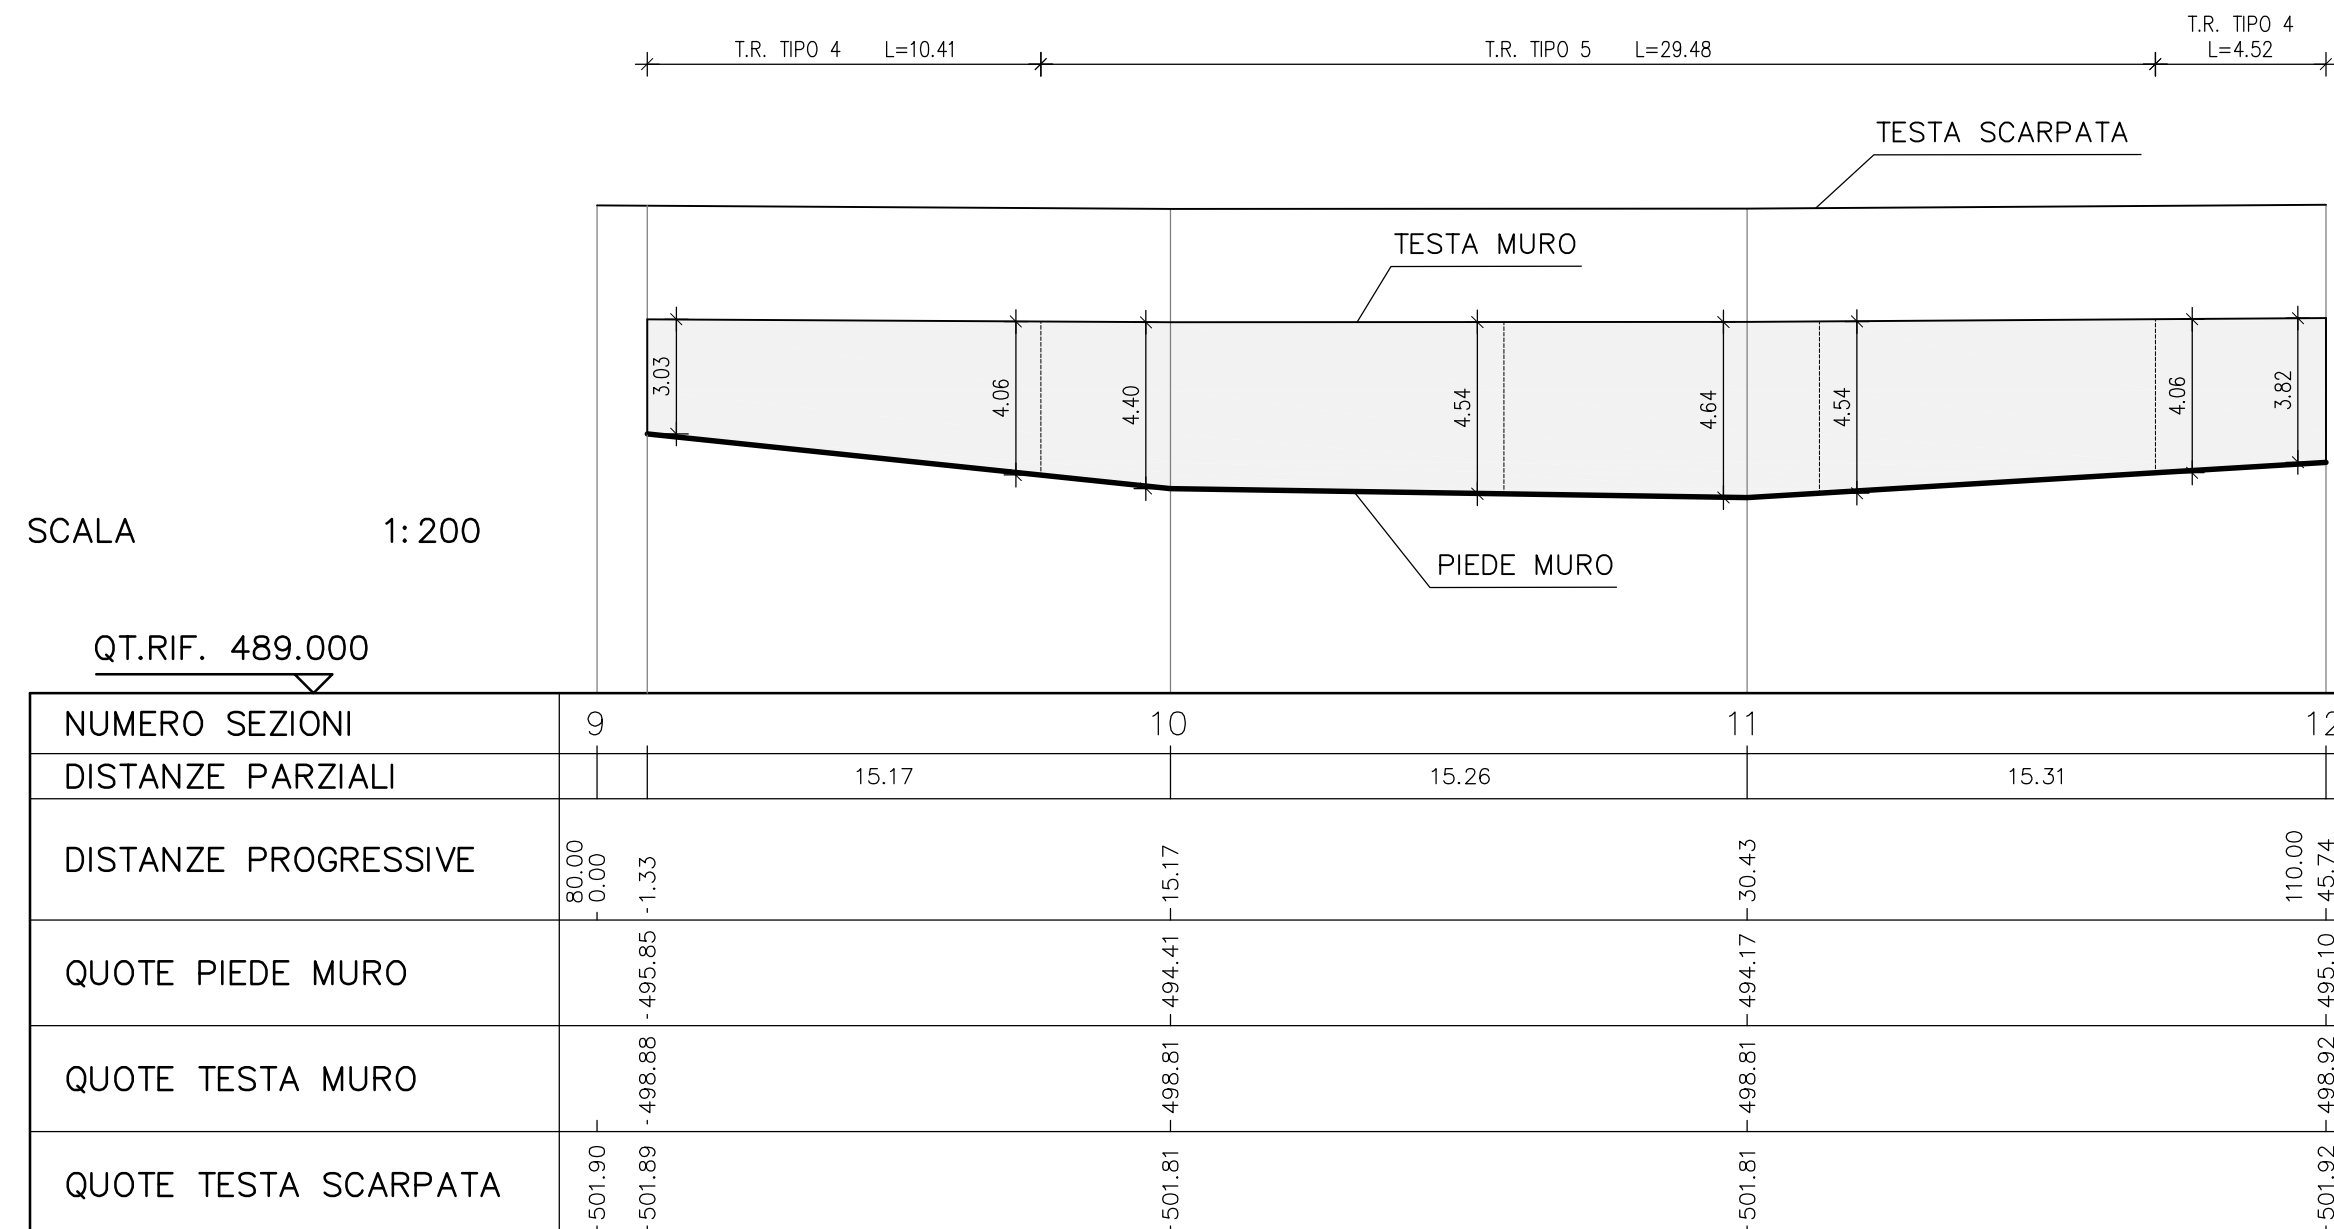 T.R. TIPO 4
T.R. TIPO 4 L=10.41
T.R. TIPO 5 L=29.48
L=4.52
TESTA SCARPATA
TESTA MURO
3.03
4.06
4.40
4.54
4.64
4.54
4.06
3.82
SCALA 1:200
PIEDE MURO
QT.RIF. 489.000
NUMERO SEZIONI 9 10 11 12
DISTANZE PARZIALI 15.17 15.26 15.31
DISTANZE PROGRESSIVE 80.00 0.00 1.33 15.17 30.43 110.00 45.74
QUOTE PIEDE MURO 495.85 494.41 494.17 495.10
QUOTE TESTA MURO 498.88 498.81 498.81 498.92
QUOTE TESTA SCARPATA 501.90 501.89 501.81 501.81 501.92